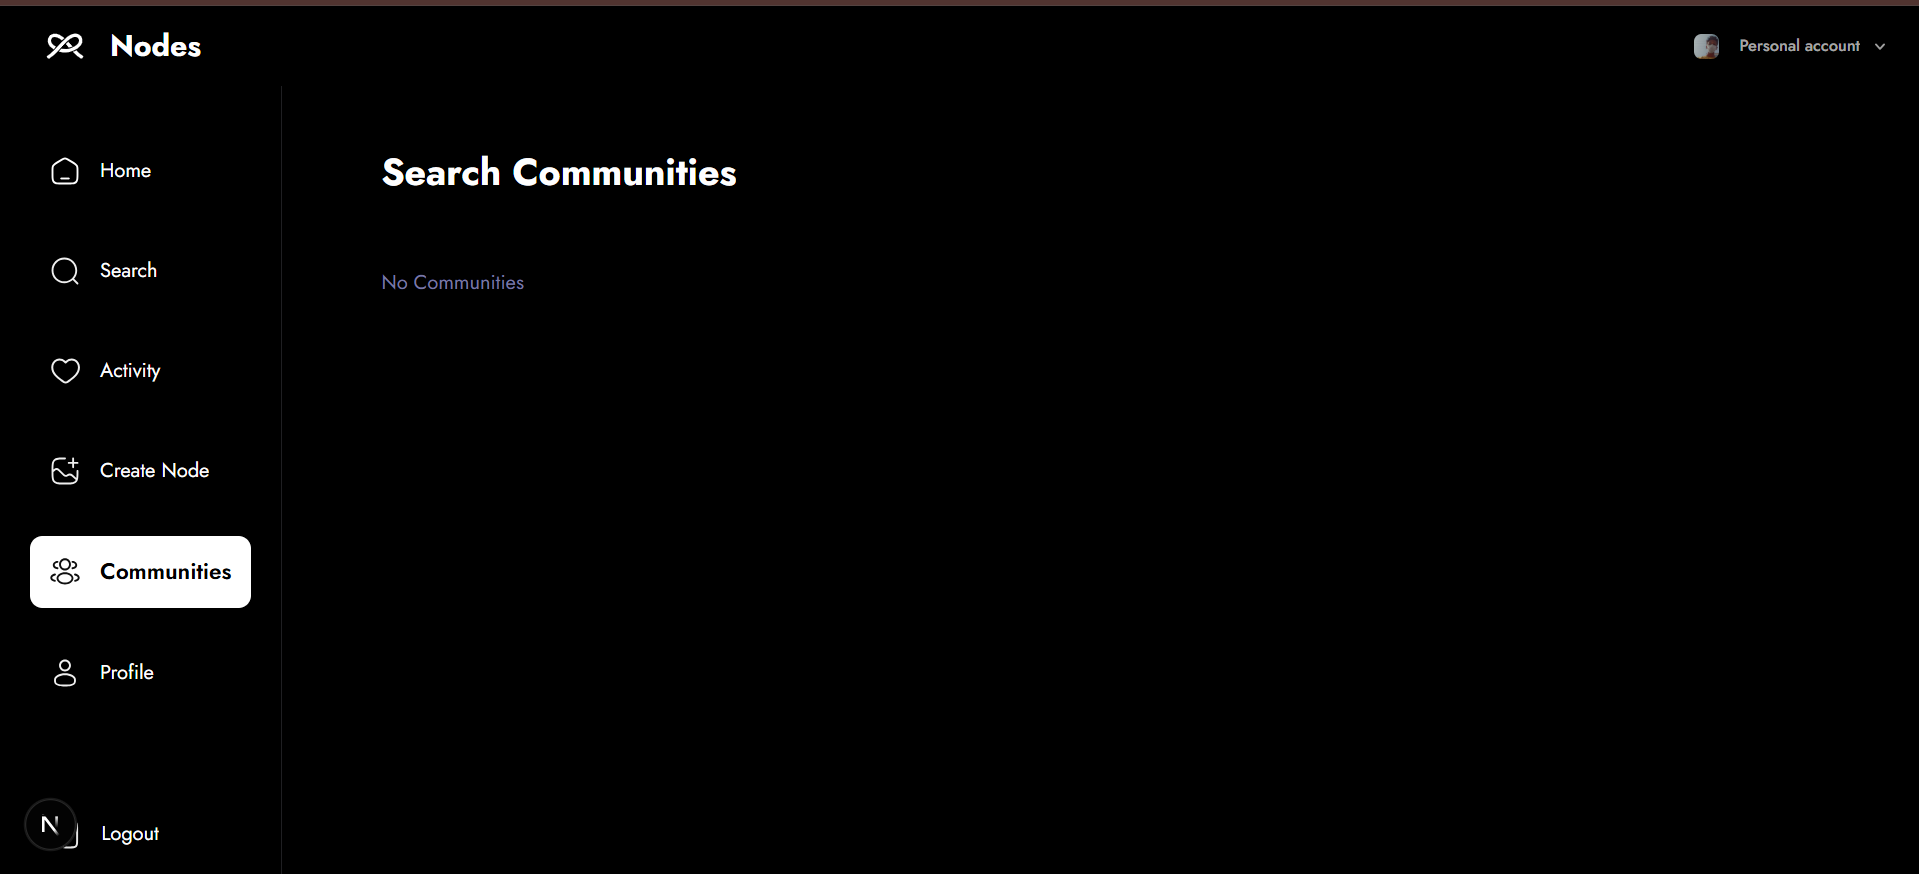 Nodes
Personal account
Home
Search
Activity
Create Node
Communities
Profile
Logout
N
Search Communities
No Communities